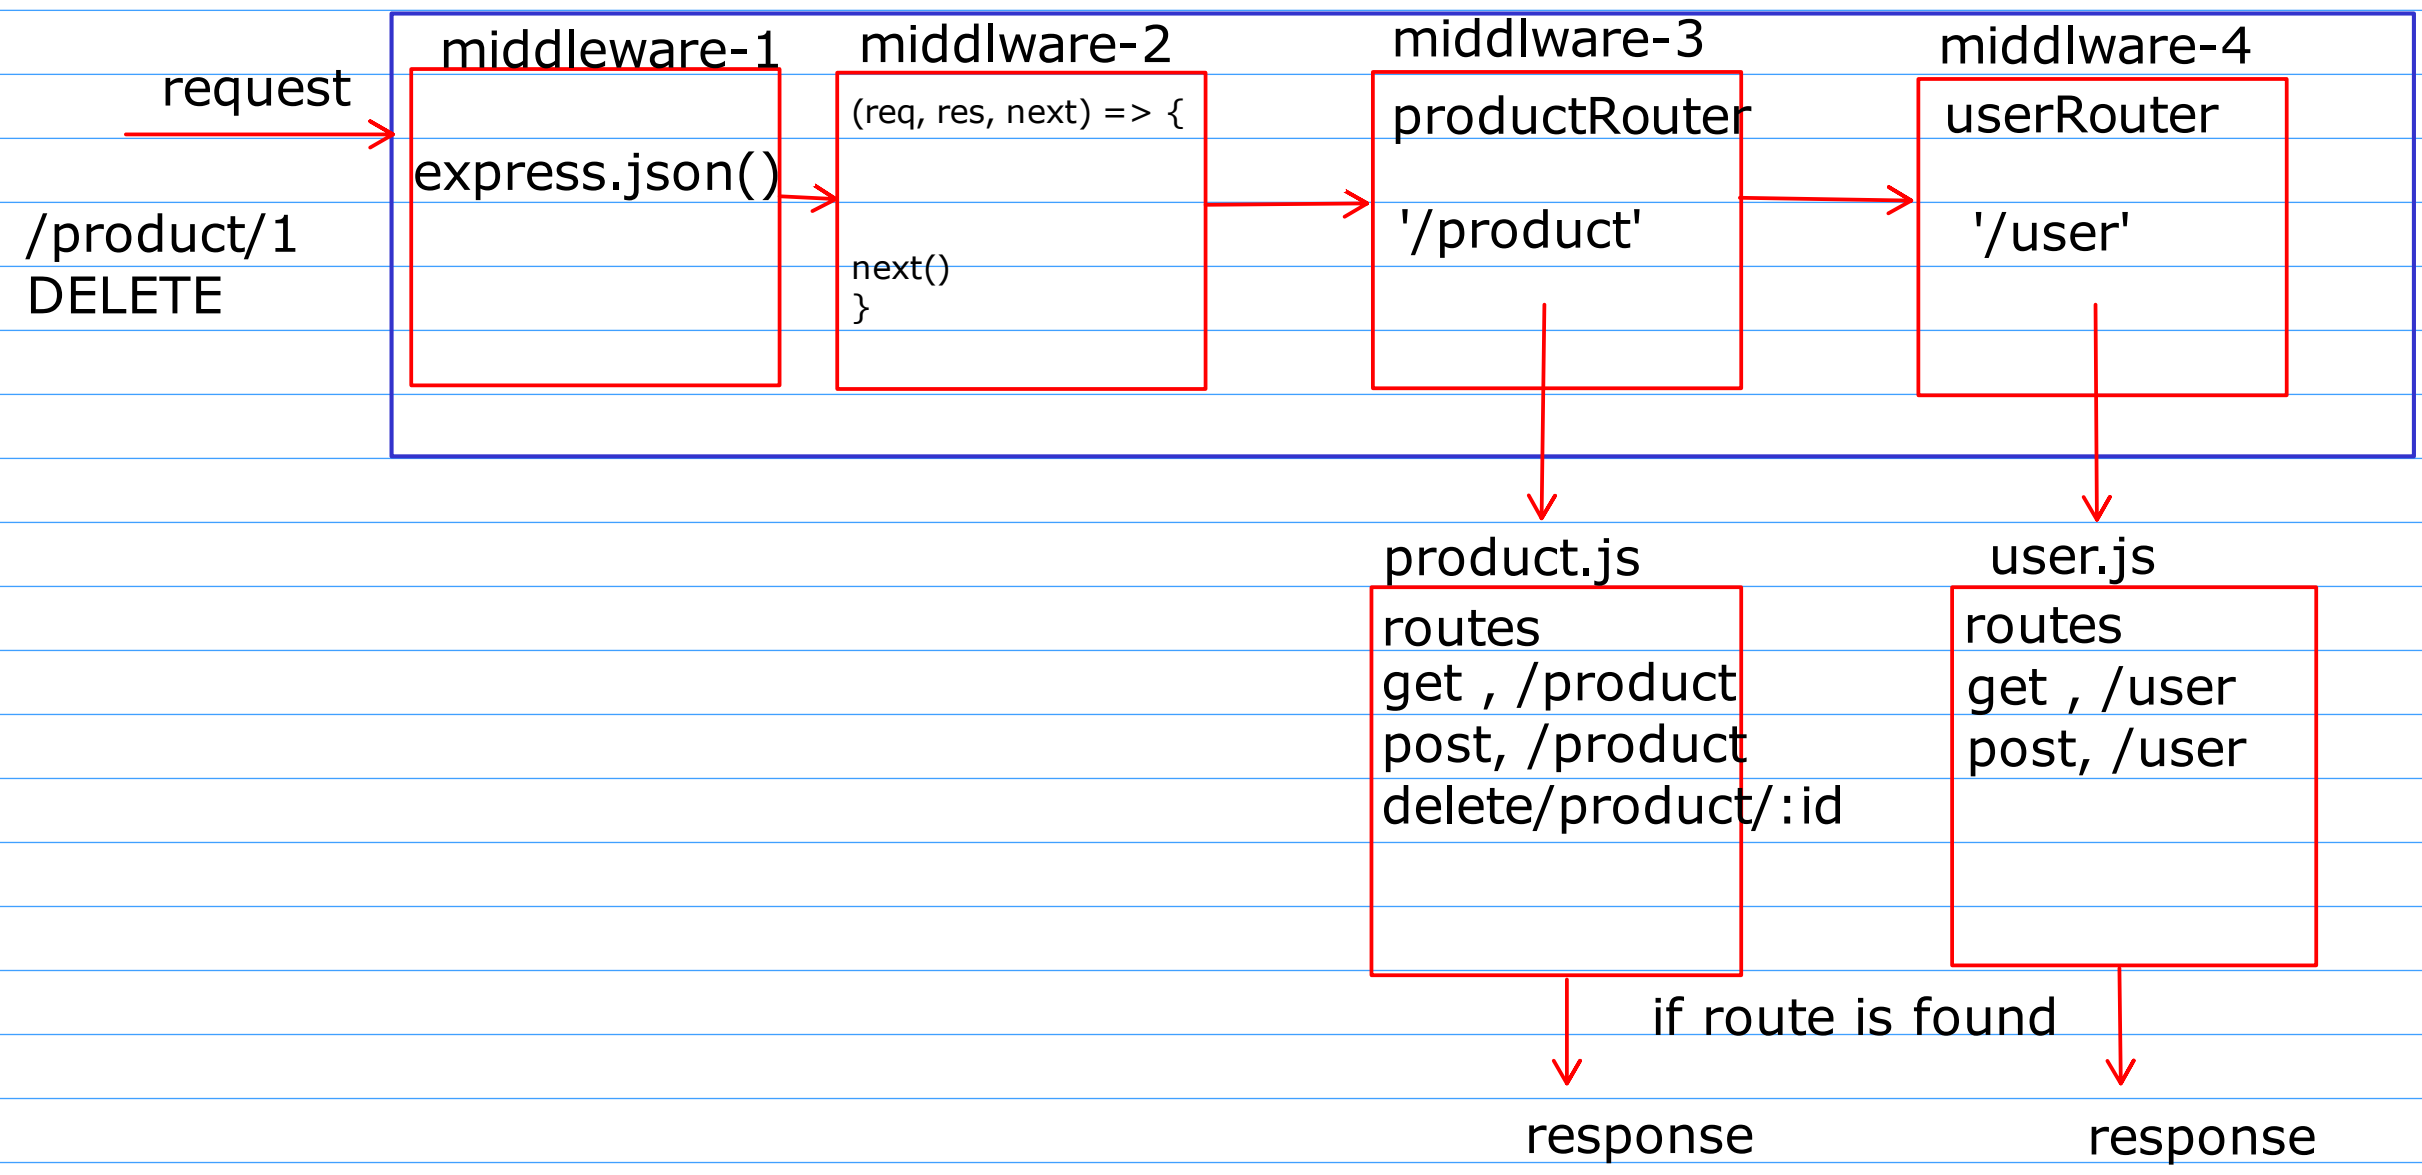 request
/product/1
DELETE
middleware-1
express.json()
middlware-2
(req, res, next) => {
next()
}
middlware-3
productRouter
'/product'
middlware-4
userRouter
'/user'
product.js
routes
get , /product
post, /product
delete/product/:id
user.js
routes
get , /user
post, /user
if route is found
response
response